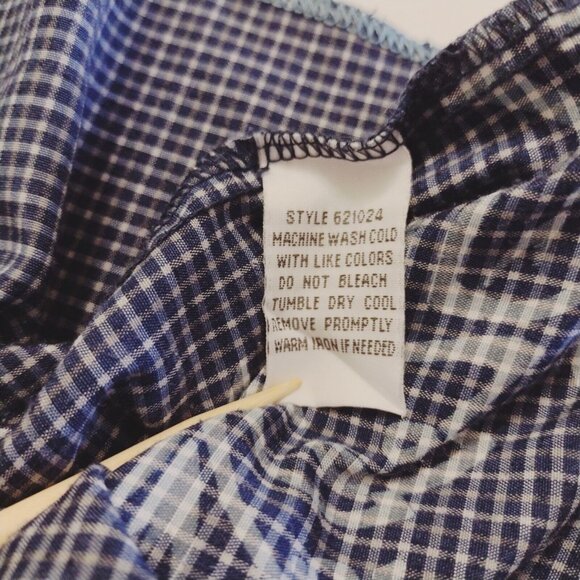 STYLE 621024
MACHINE WASH COLD
WITH LIKE COLORS
DO NOT BLEACH
TUMBLE DRY COOL
REMOVE PROMPTLY
WARM IRON IF NEEDED